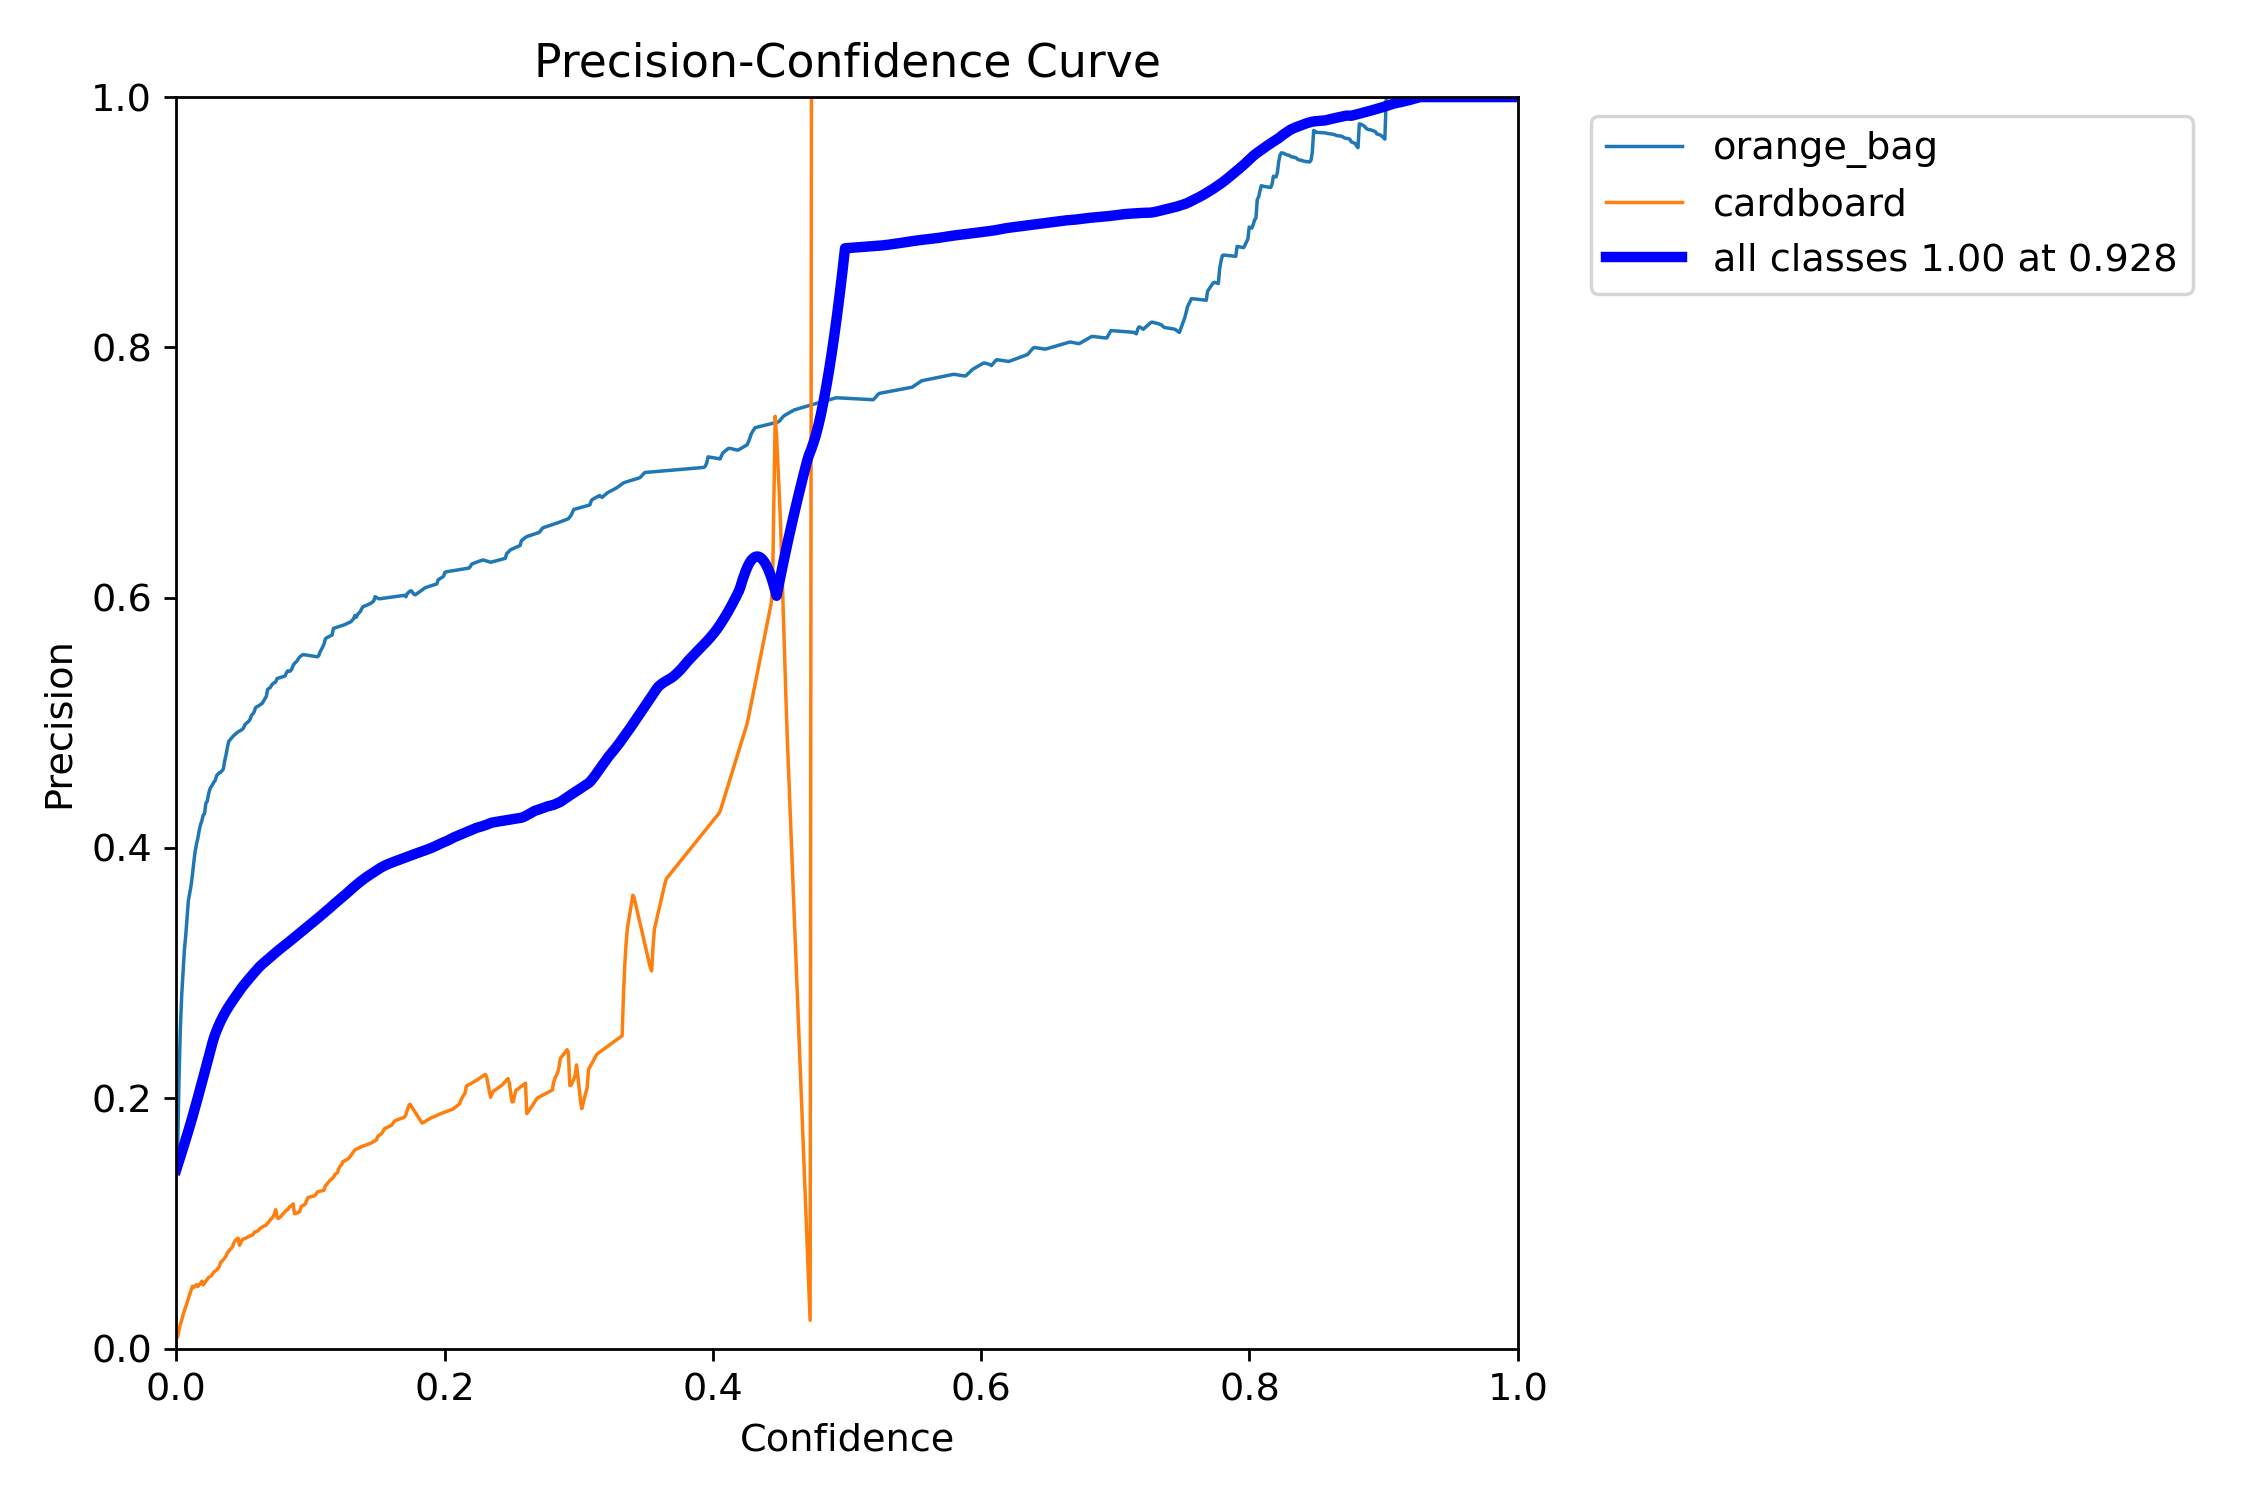 Precision-Confidence Curve
1.0
0.8
0.6
0.4
0.2
0.0
Precision
0.0 0.2 0.4 0.6 0.8 1.0
Confidence
orange_bag
cardboard
all classes 1.00 at 0.928